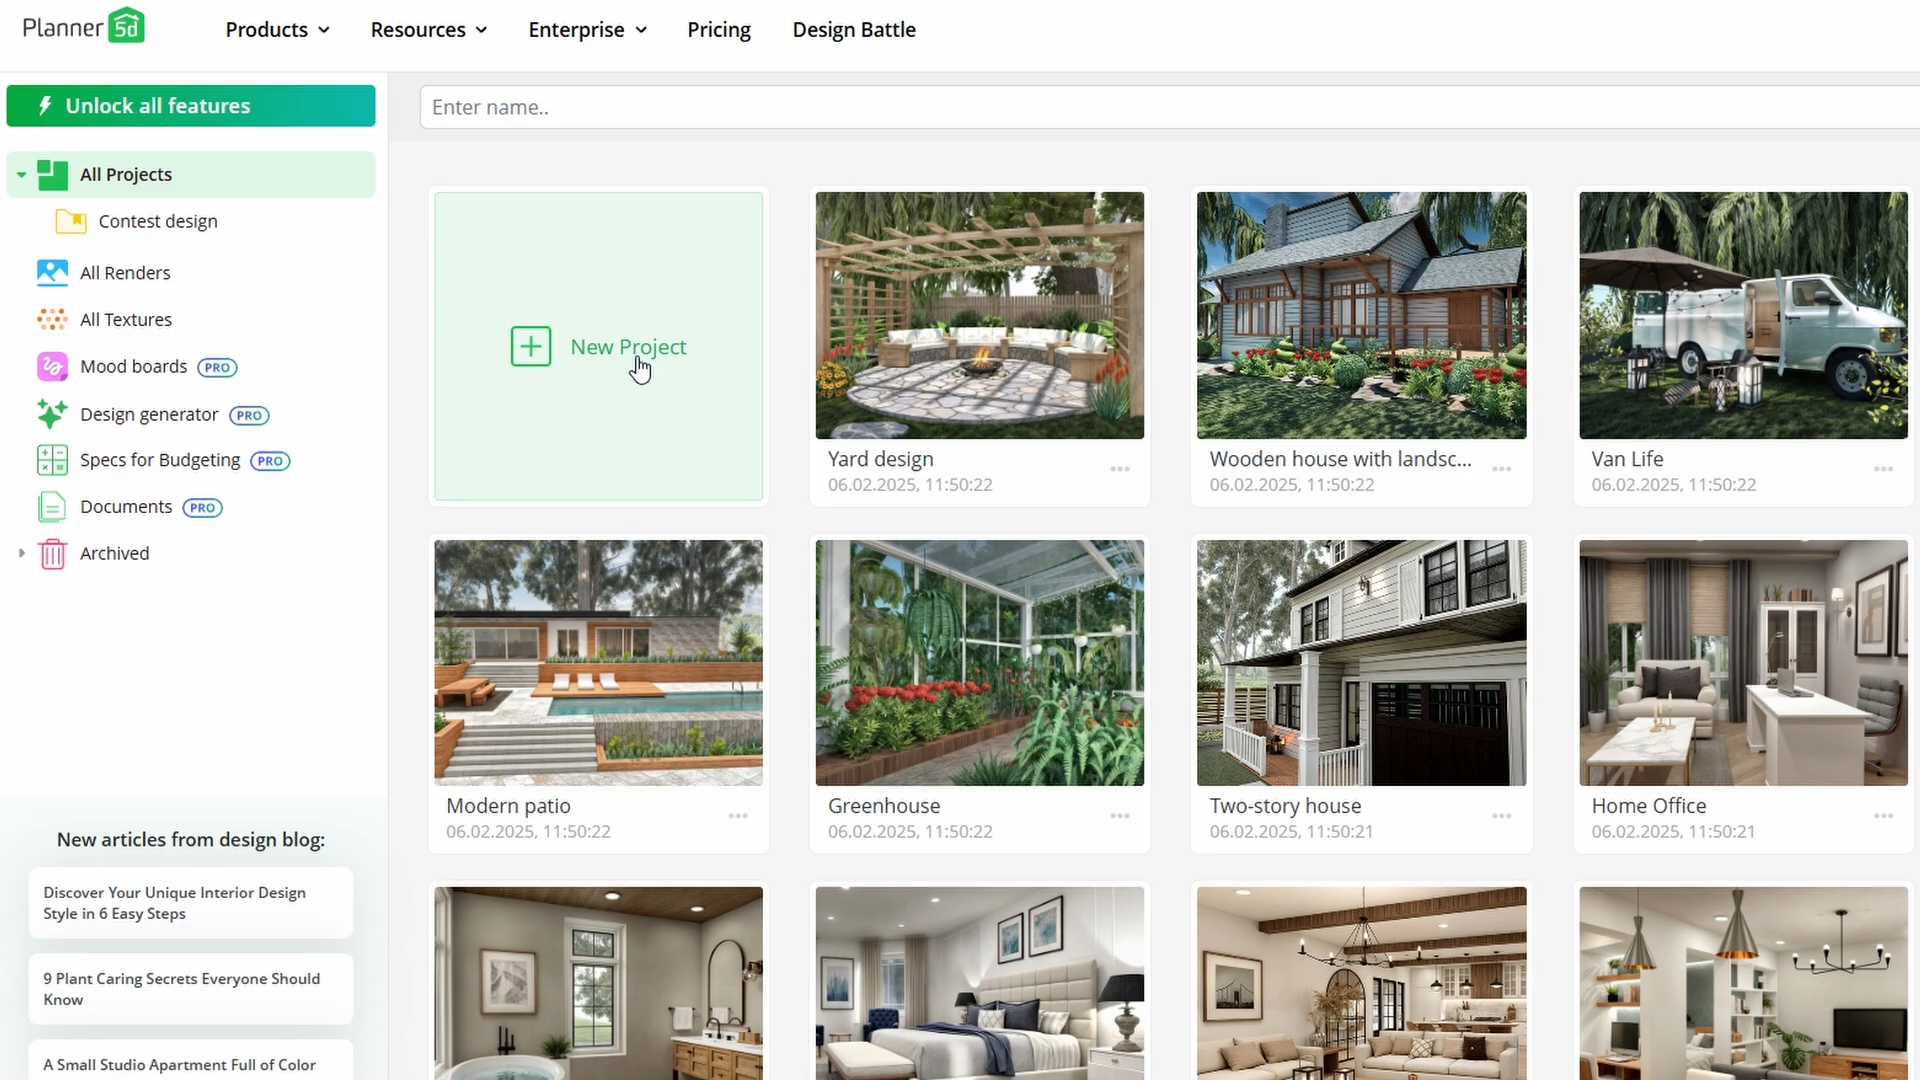 Planner 5d
Products
Resources
Enterprise
Pricing
Design Battle
Unlock all features
Enter name..
All Projects
Contest design
All Renders
All Textures
Mood boards PRO
Design generator PRO
Specs for Budgeting PRO
Documents PRO
Archived
New Project
Yard design
06.02.2025, 11:50:22
Wooden house with landsc...
06.02.2025, 11:50:22
Van Life
06.02.2025, 11:50:22
Modern patio
06.02.2025, 11:50:22
Greenhouse
06.02.2025, 11:50:22
Two-story house
06.02.2025, 11:50:21
Home Office
06.02.2025, 11:50:21
New articles from design blog:
Discover Your Unique Interior Design
Style in 6 Easy Steps
9 Plant Caring Secrets Everyone Should
Know
A Small Studio Apartment Full of Color